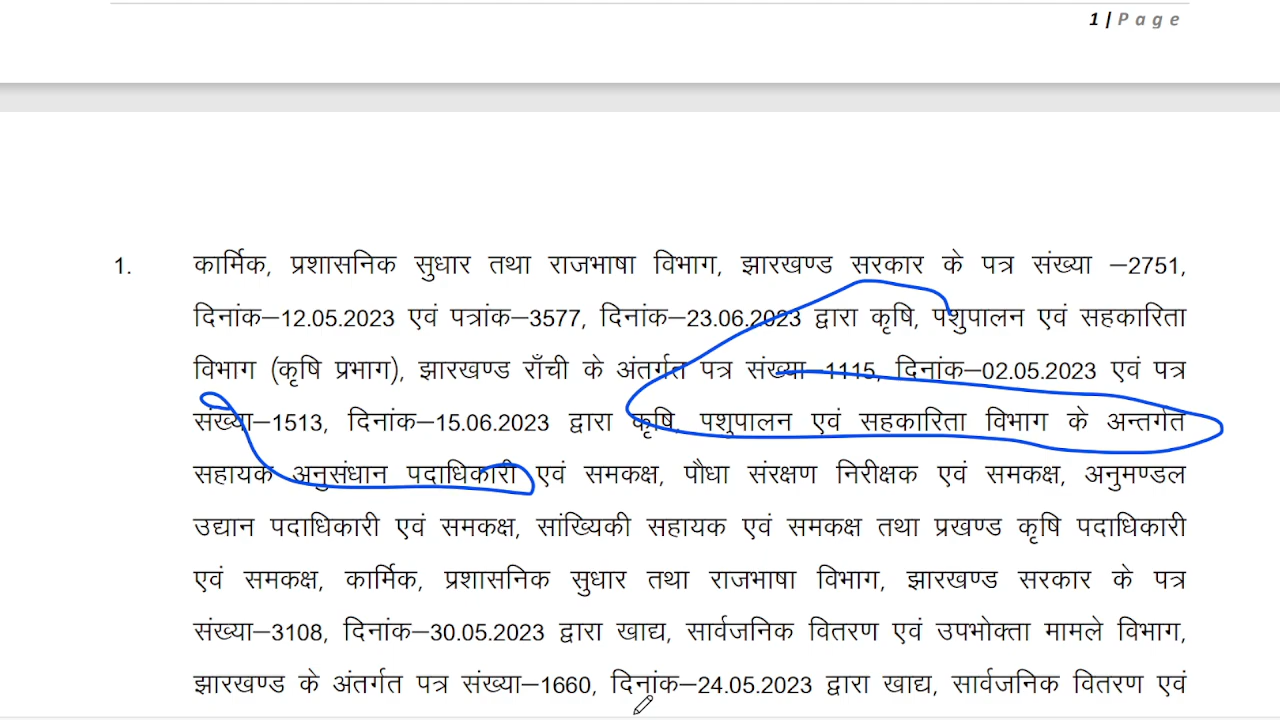 1 | Page
1. कार्मिक, प्रशासनिक सुधार तथा राजभाषा विभाग, झारखण्ड सरकार के पत्र संख्या –2751,
दिनांक–12.05.2023 एवं पत्रांक–3577, दिनांक–23.06.2023 द्वारा कृषि, पशुपालन एवं सहकारिता
विभाग (कृषि प्रभाग), झारखण्ड राँची के अंतर्गत पत्र संख्या–1115, दिनांक–02.05.2023 एवं पत्र
संख्या–1513, दिनांक–15.06.2023 द्वारा कृषि, पशुपालन एवं सहकारिता विभाग के अन्तर्गत
सहायक अनुसंधान पदाधिकारी एवं समकक्ष, पौधा संरक्षण निरीक्षक एवं समकक्ष, अनुमण्डल
उद्यान पदाधिकारी एवं समकक्ष, सांख्यिकी सहायक एवं समकक्ष तथा प्रखण्ड कृषि पदाधिकारी
एवं समकक्ष, कार्मिक, प्रशासनिक सुधार तथा राजभाषा विभाग, झारखण्ड सरकार के पत्र
संख्या–3108, दिनांक–30.05.2023 द्वारा खाद्य, सार्वजनिक वितरण एवं उपभोक्ता मामले विभाग,
झारखण्ड के अंतर्गत पत्र संख्या–1660, दिनांक–24.05.2023 द्वारा खाद्य, सार्वजनिक वितरण एवं